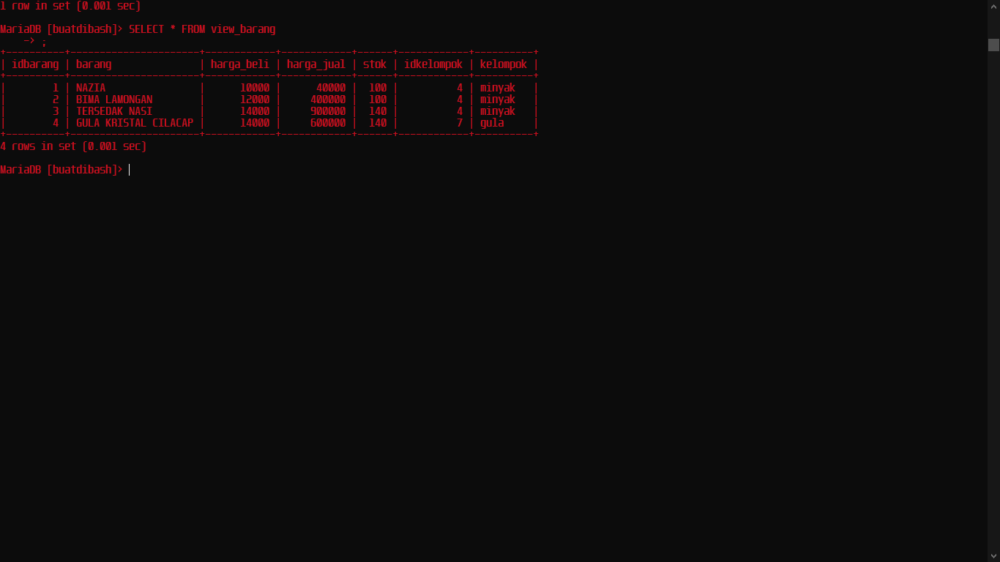 1 row in set (0.001 sec)
MariaDB [buatdibash]> SELECT * FROM view_barang
    -> ;
+----------+----------------------+------------+------------+------+------------+----------+
| idbarang | barang               | harga_beli | harga_jual | stok | idkelompok | kelompok |
+----------+----------------------+------------+------------+------+------------+----------+
|        1 | NAZIA                |      10000 |      40000 |  100 |          4 | minyak   |
|        2 | BIMA LAMONGAN        |      12000 |     400000 |  100 |          4 | minyak   |
|        3 | TERSEDAK NASI        |      14000 |     900000 |  140 |          4 | minyak   |
|        4 | GULA KRISTAL CILACAP |      14000 |     600000 |  140 |          7 | gula     |
+----------+----------------------+------------+------------+------+------------+----------+
4 rows in set (0.001 sec)
MariaDB [buatdibash]>